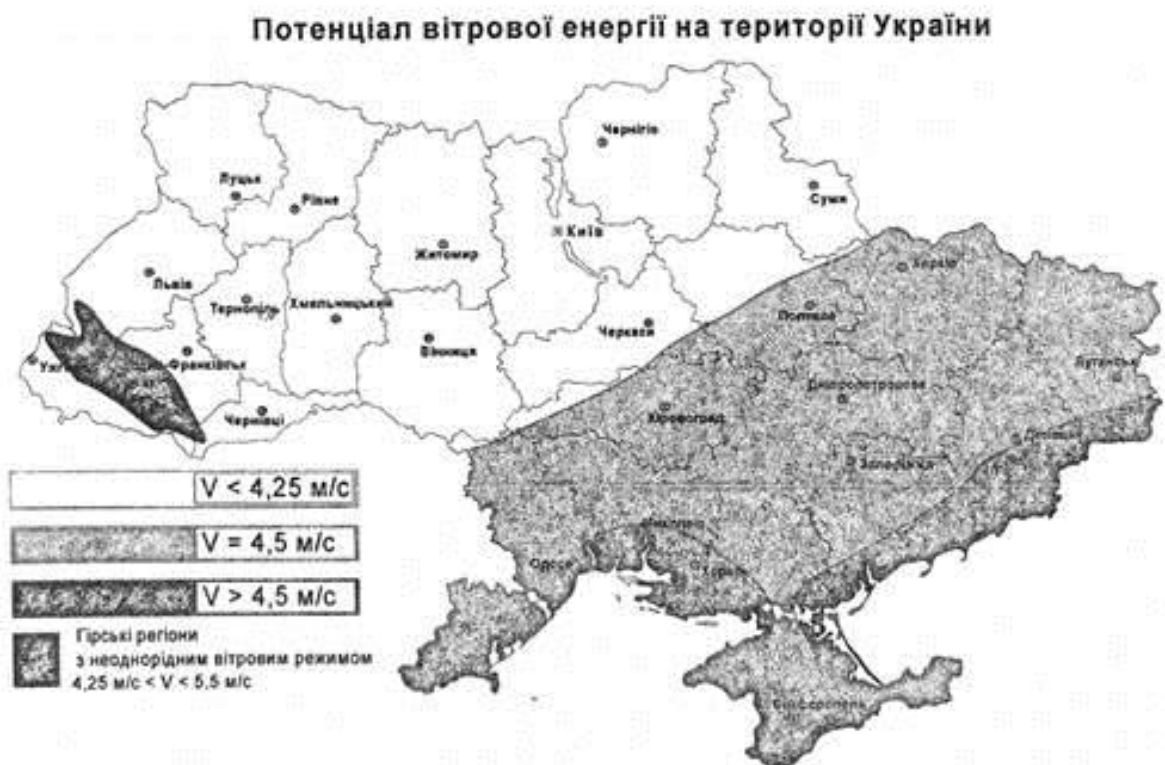 Потенціал вітрової енергії на території України
Чернігів
Луцьк
Рівне
Суми
Київ
Житомир
Львів
Харків
Тернопіль
Хмельницький
Полтава
Черкаси
Вінниця
Луганськ
Дніпропетровськ
Чернівці
Кіровоград
Запоріжжя
Одеса
Сімферополь
V < 4,25 м/с
V = 4,5 м/с
V > 4,5 м/с
Гірські регіони
з неоднорідним вітровим режимом
4,25 м/с < V < 5,5 м/с